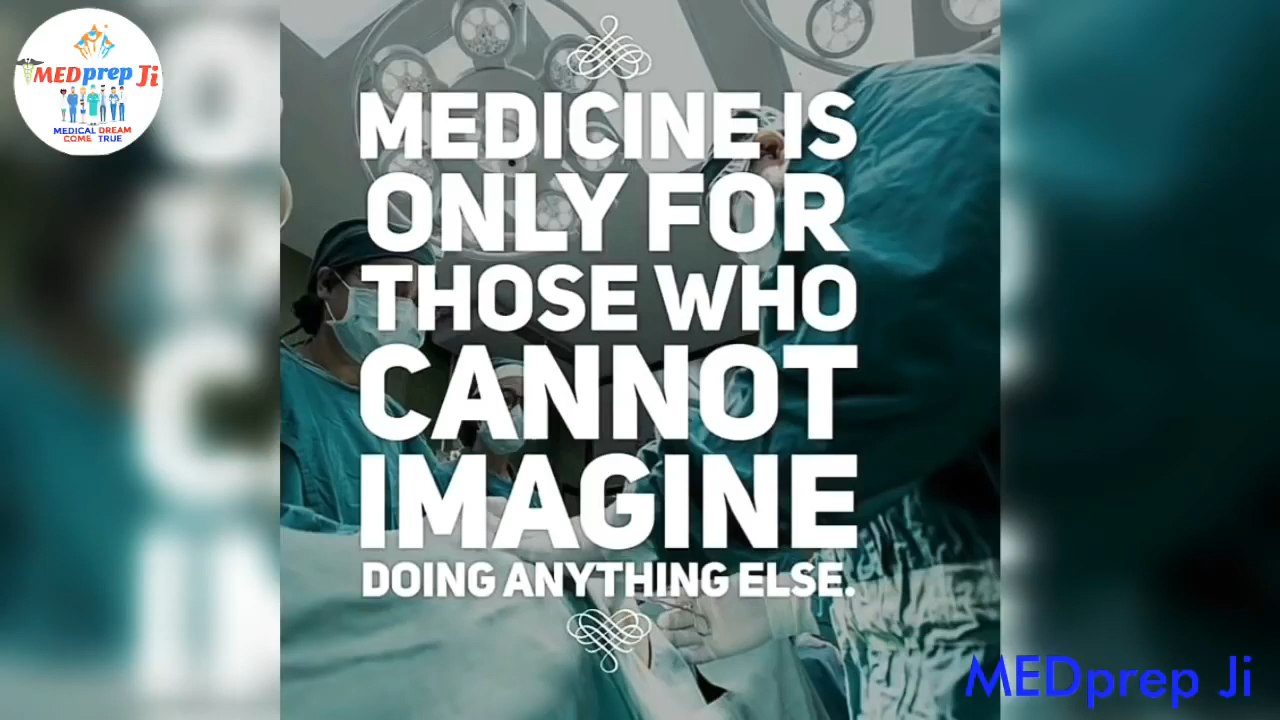 MEDprep Ji
MEDICAL DREAM
COME TRUE
MEDICINE IS
ONLY FOR
THOSE WHO
CANNOT
IMAGINE
DOING ANYTHING ELSE.
MEDprep Ji